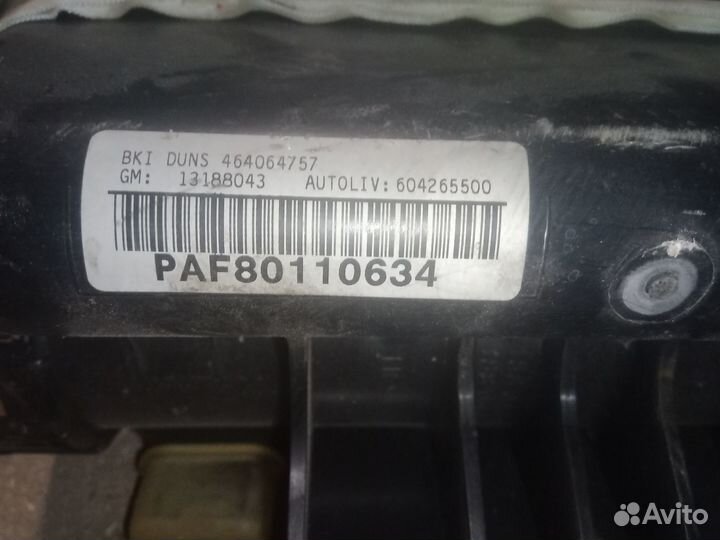 BKI DUNS 464064757
GM: 13188043 AUTOLIV: 604265500
PAF80110634
Avito